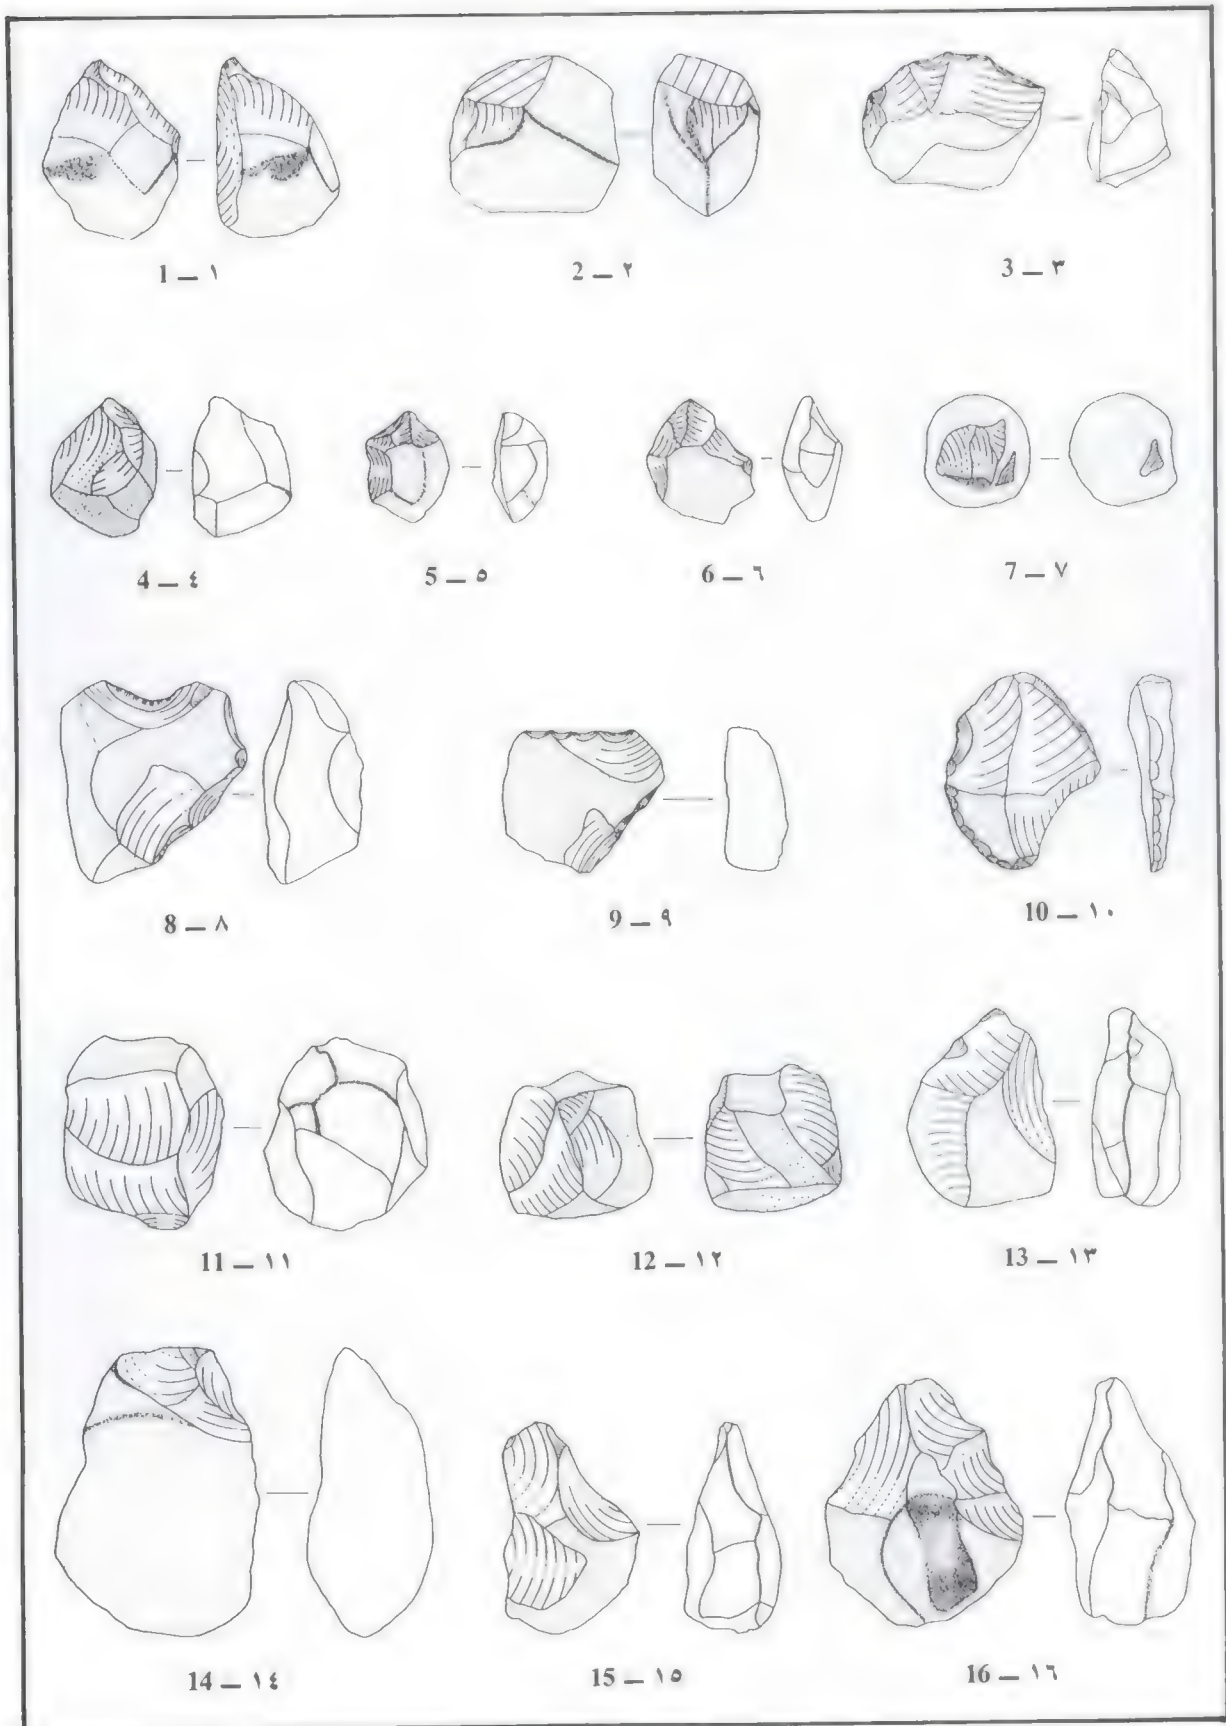 1 — ١
2 — ٢
3 — ٣
4 — ٤
5 — ٥
6 — ٦
7 — ٧
8 — ٨
9 — ٩
10 — ١٠
11 — ١١
12 — ١٢
13 — ١٣
14 — ١٤
15 — ١٥
16 — ١٦